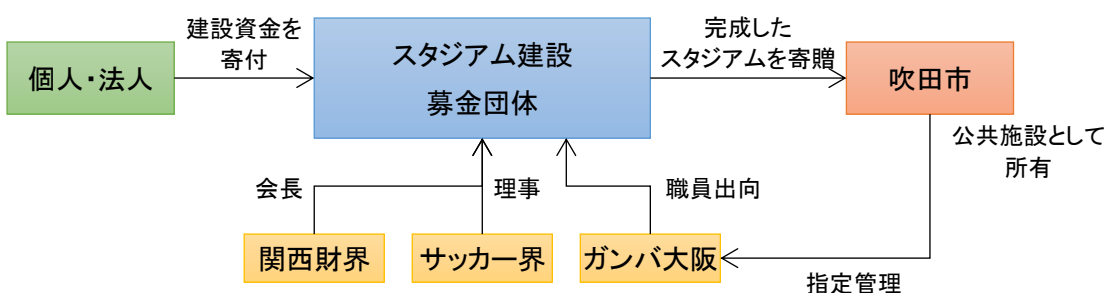 建設資金を
寄付
完成した
スタジアムを寄贈
個人・法人
スタジアム建設
募金団体
吹田市
公共施設として
所有
会長
理事
職員出向
関西財界
サッカー界
ガンバ大阪
指定管理